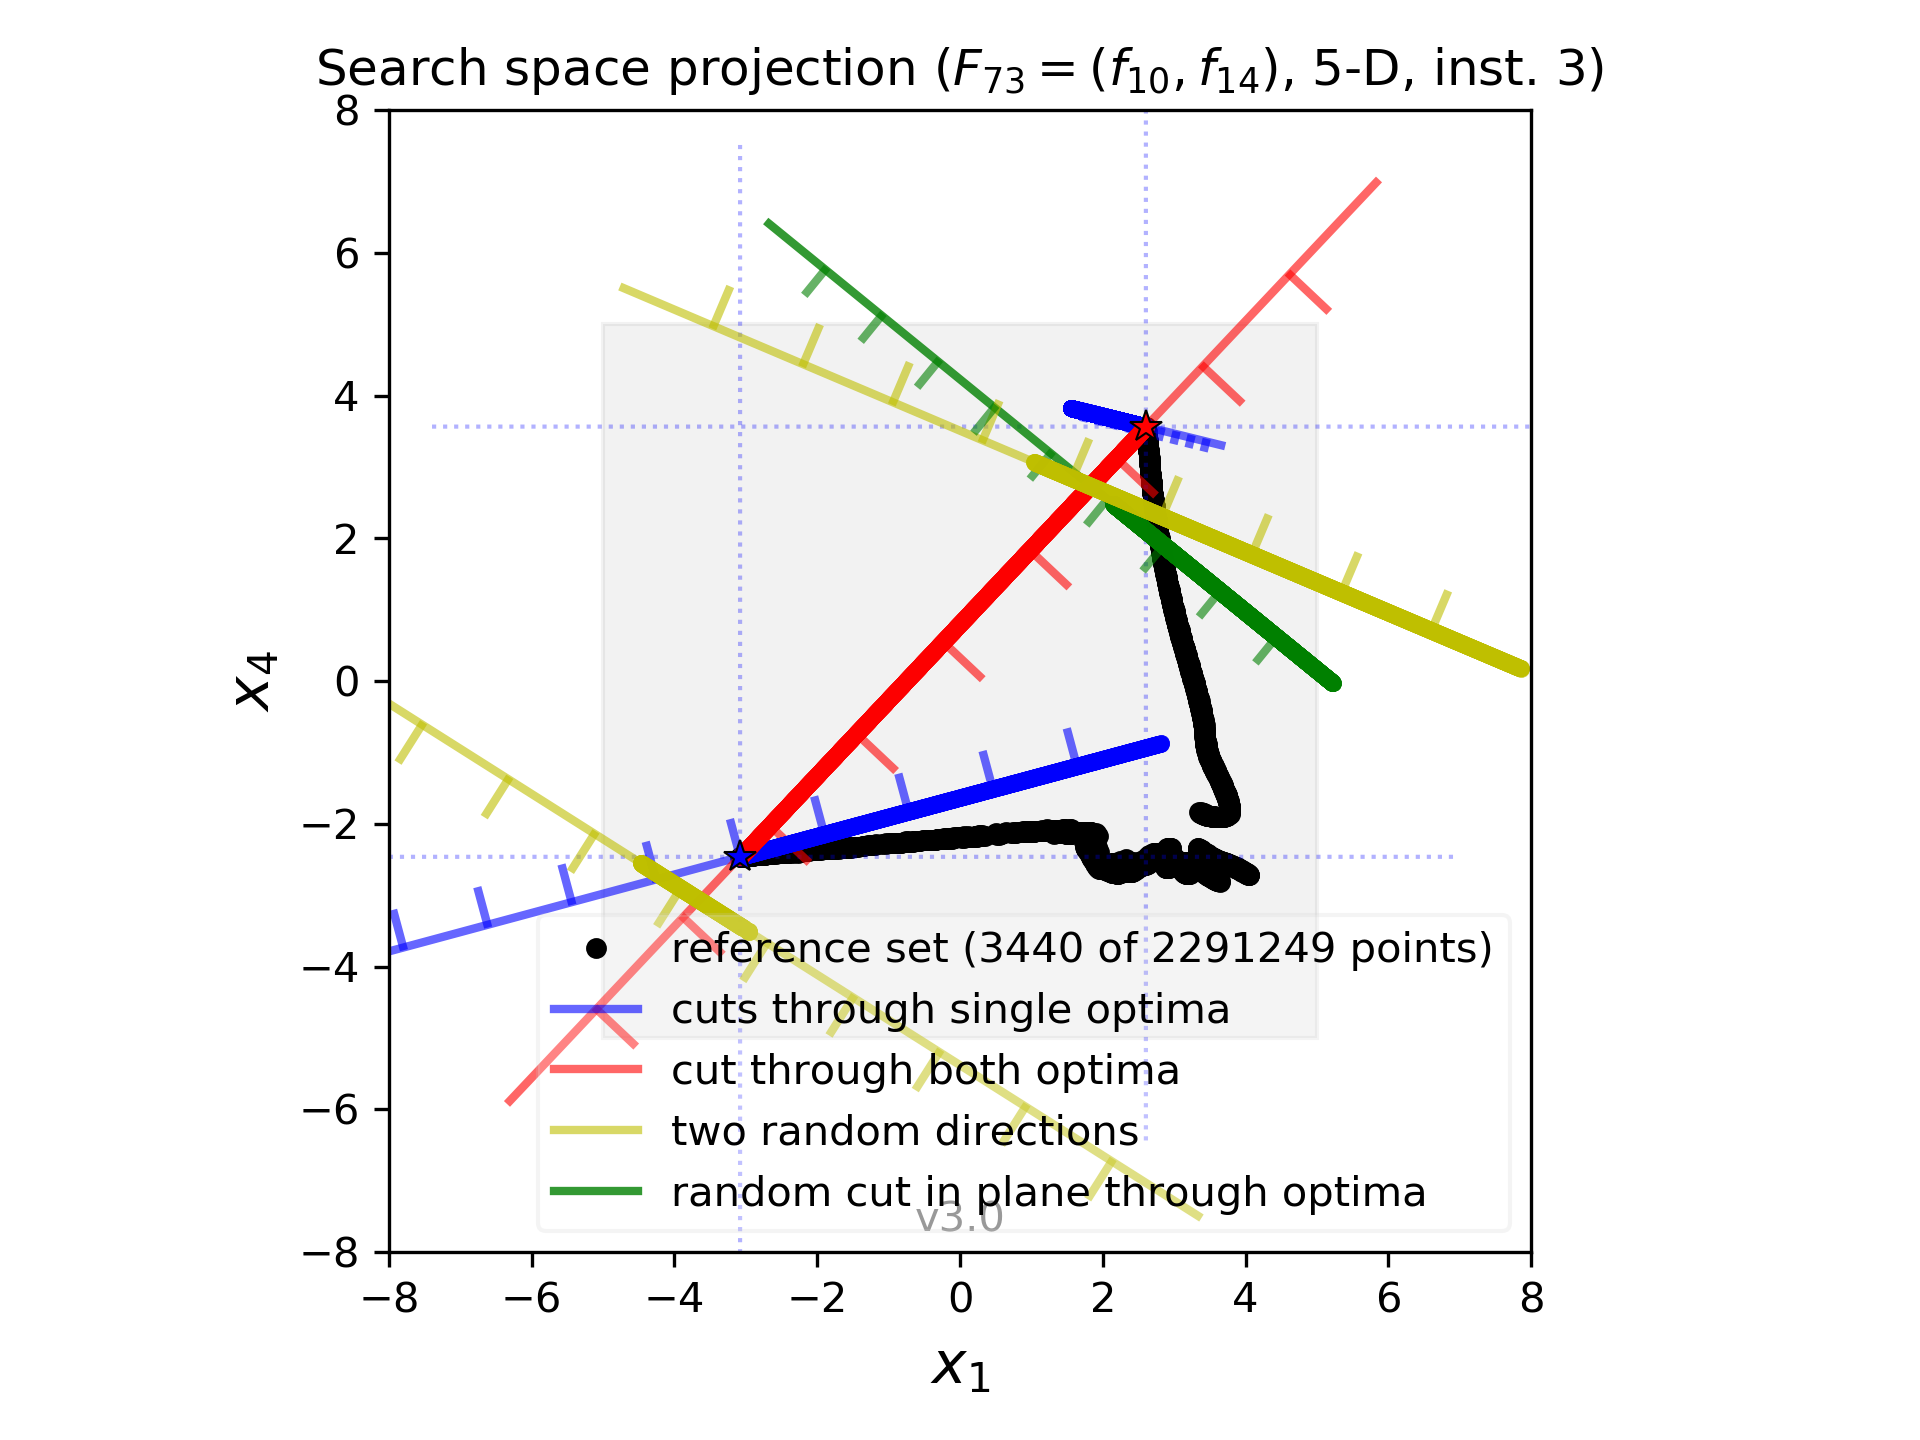 Search space projection (F₇₃ = (f₁₀, f₁₄), 5-D, inst. 3)
8
6
4
2
0
−2
−4
−6
−8
x₄
reference set (3440 of 2291249 points)
cuts through single optima
cut through both optima
two random directions
random cut in plane through optima
v3.0
−8 −6 −4 −2 0 2 4 6 8
x₁